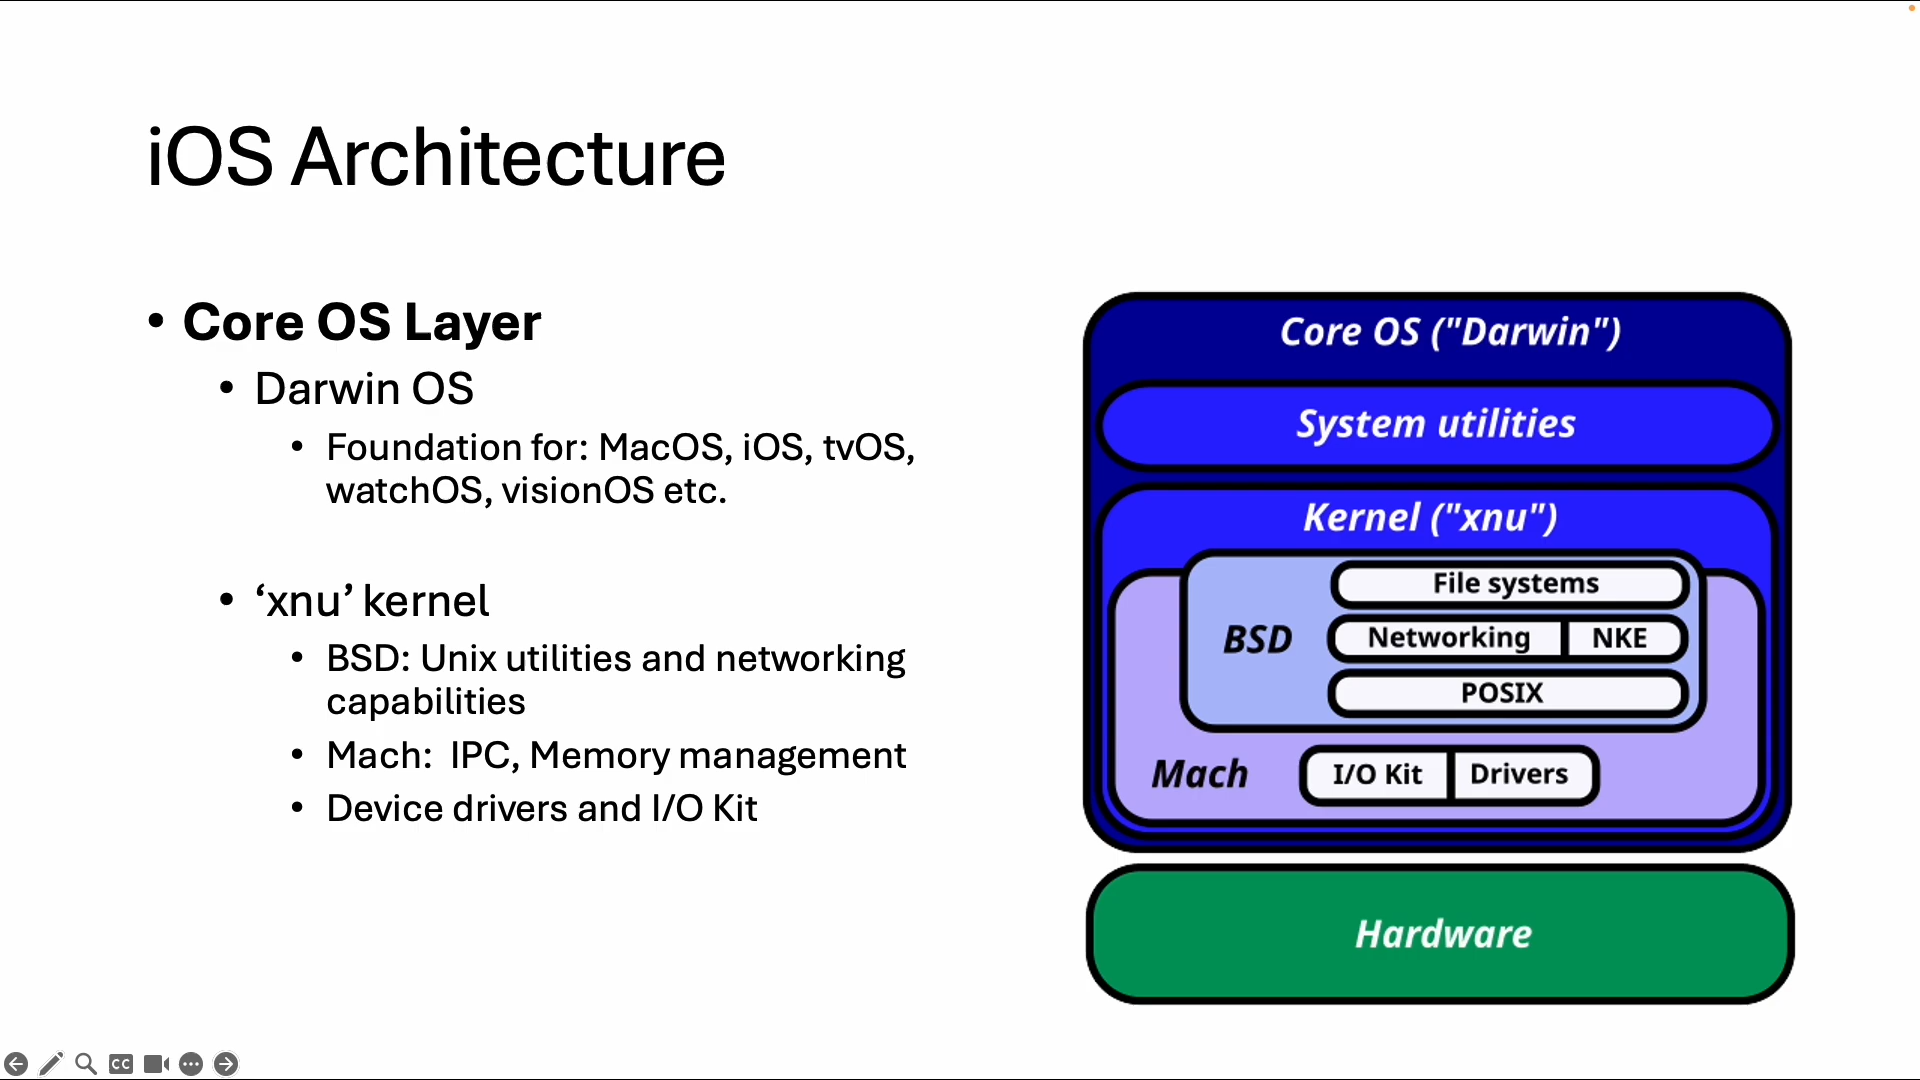 iOS Architecture
• Core OS Layer
• Darwin OS
• Foundation for: MacOS, iOS, tvOS,
watchOS, visionOS etc.
• ‘xnu’ kernel
• BSD: Unix utilities and networking
capabilities
• Mach:  IPC, Memory management
• Device drivers and I/O Kit
Core OS ("Darwin")
System utilities
Kernel ("xnu")
File systems
BSD
Networking
NKE
POSIX
Mach
I/O Kit
Drivers
Hardware
CC